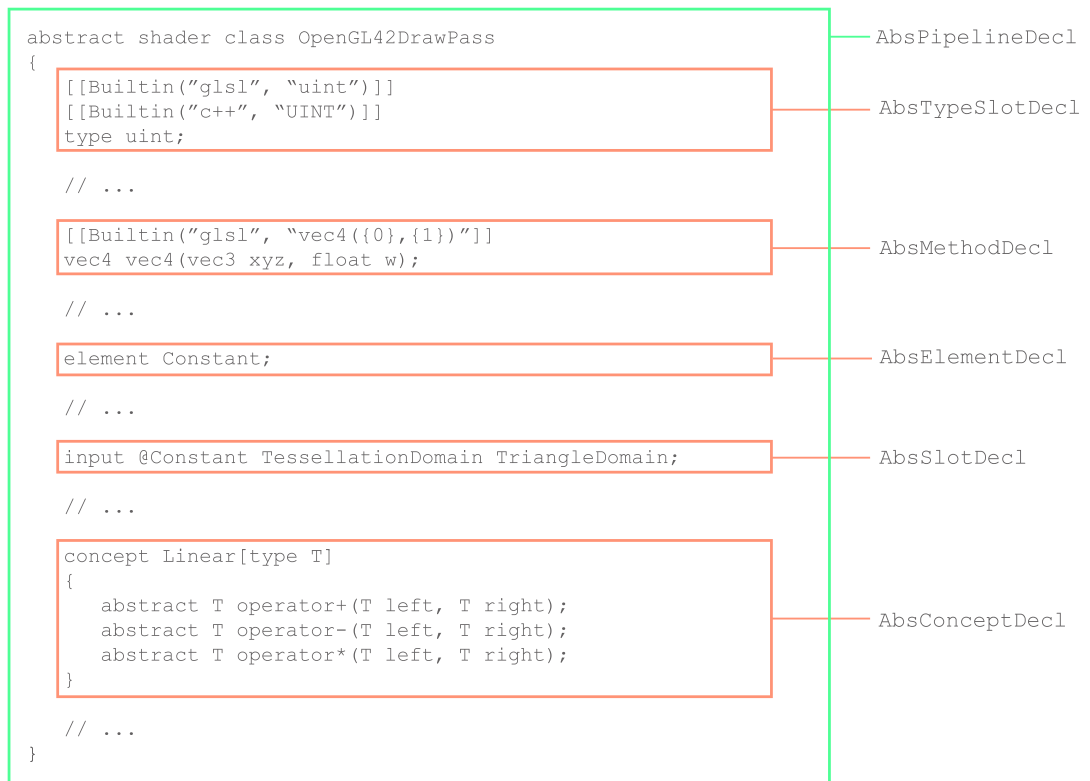 abstract shader class OpenGL42DrawPass
AbsPipelineDecl
{
[[Builtin(”glsl”, “uint”)]]
[[Builtin(”c++”, “UINT”)]]
AbsTypeSlotDecl
type uint;
// ...
[[Builtin(”glsl”, “vec4({0},{1})”]]
AbsMethodDecl
vec4 vec4(vec3 xyz, float w);
// ...
element Constant;
AbsElementDecl
// ...
input @Constant TessellationDomain TriangleDomain;
AbsSlotDecl
// ...
concept Linear[type T]
{
abstract T operator+(T left, T right);
AbsConceptDecl
abstract T operator-(T left, T right);
abstract T operator*(T left, T right);
}
// ...
}